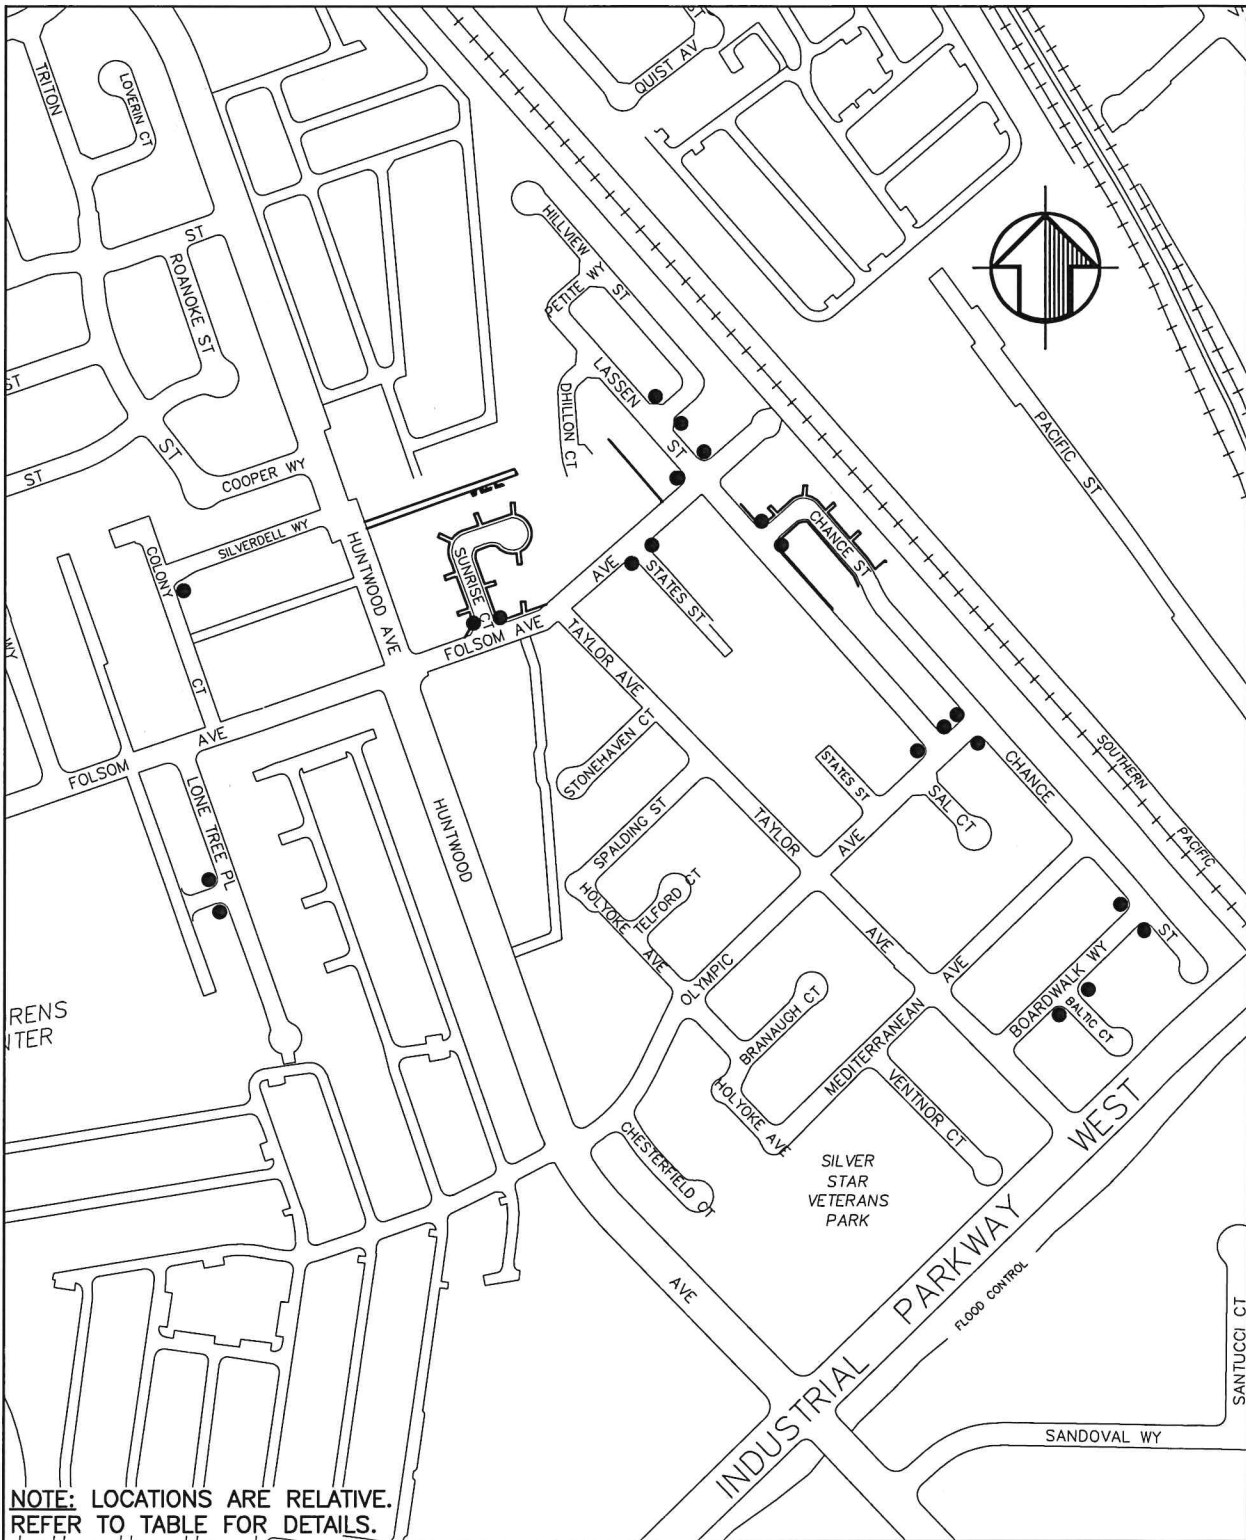 ST
QUIST AV
TRITON
LOVERIN CT
ST
ROANOKE ST
HILLVIEW
ST
PETITE WY
ST
LASSEN
ST
DHILLON CT
PACIFIC ST
ST
ST
COOPER WY
SILVERDELL WY
COLONY
CT
HUNTWOOD AVE
SUNRISE CT
CHANCE ST
FOLSOM AVE
AVE
STATES ST
TAYLOR AVE
WY
FOLSOM
AVE
LONE TREE PL
HUNTWOOD
STONEHAVEN CT
SPALDING ST
STATES ST
SAL CT
CHANCE
ST
SOUTHERN
PACIFIC
TAYLOR
AVE
AVE
HOLYOKE
AVE
TELFORD CT
OLYMPIC
AVE
BOARDWALK WY
BALTIC CT
BRANAUGH CT
MEDITERRANEAN
VENTNOR CT
HOLYOKE AVE
CHESTERFIELD CT
RENS
NTER
SILVER
STAR
VETERANS
PARK
AVE
INDUSTRIAL PARKWAY WEST
FLOOD CONTROL
SANTUCCI CT
SANDOVAL WY
NOTE: LOCATIONS ARE RELATIVE.
REFER TO TABLE FOR DETAILS.